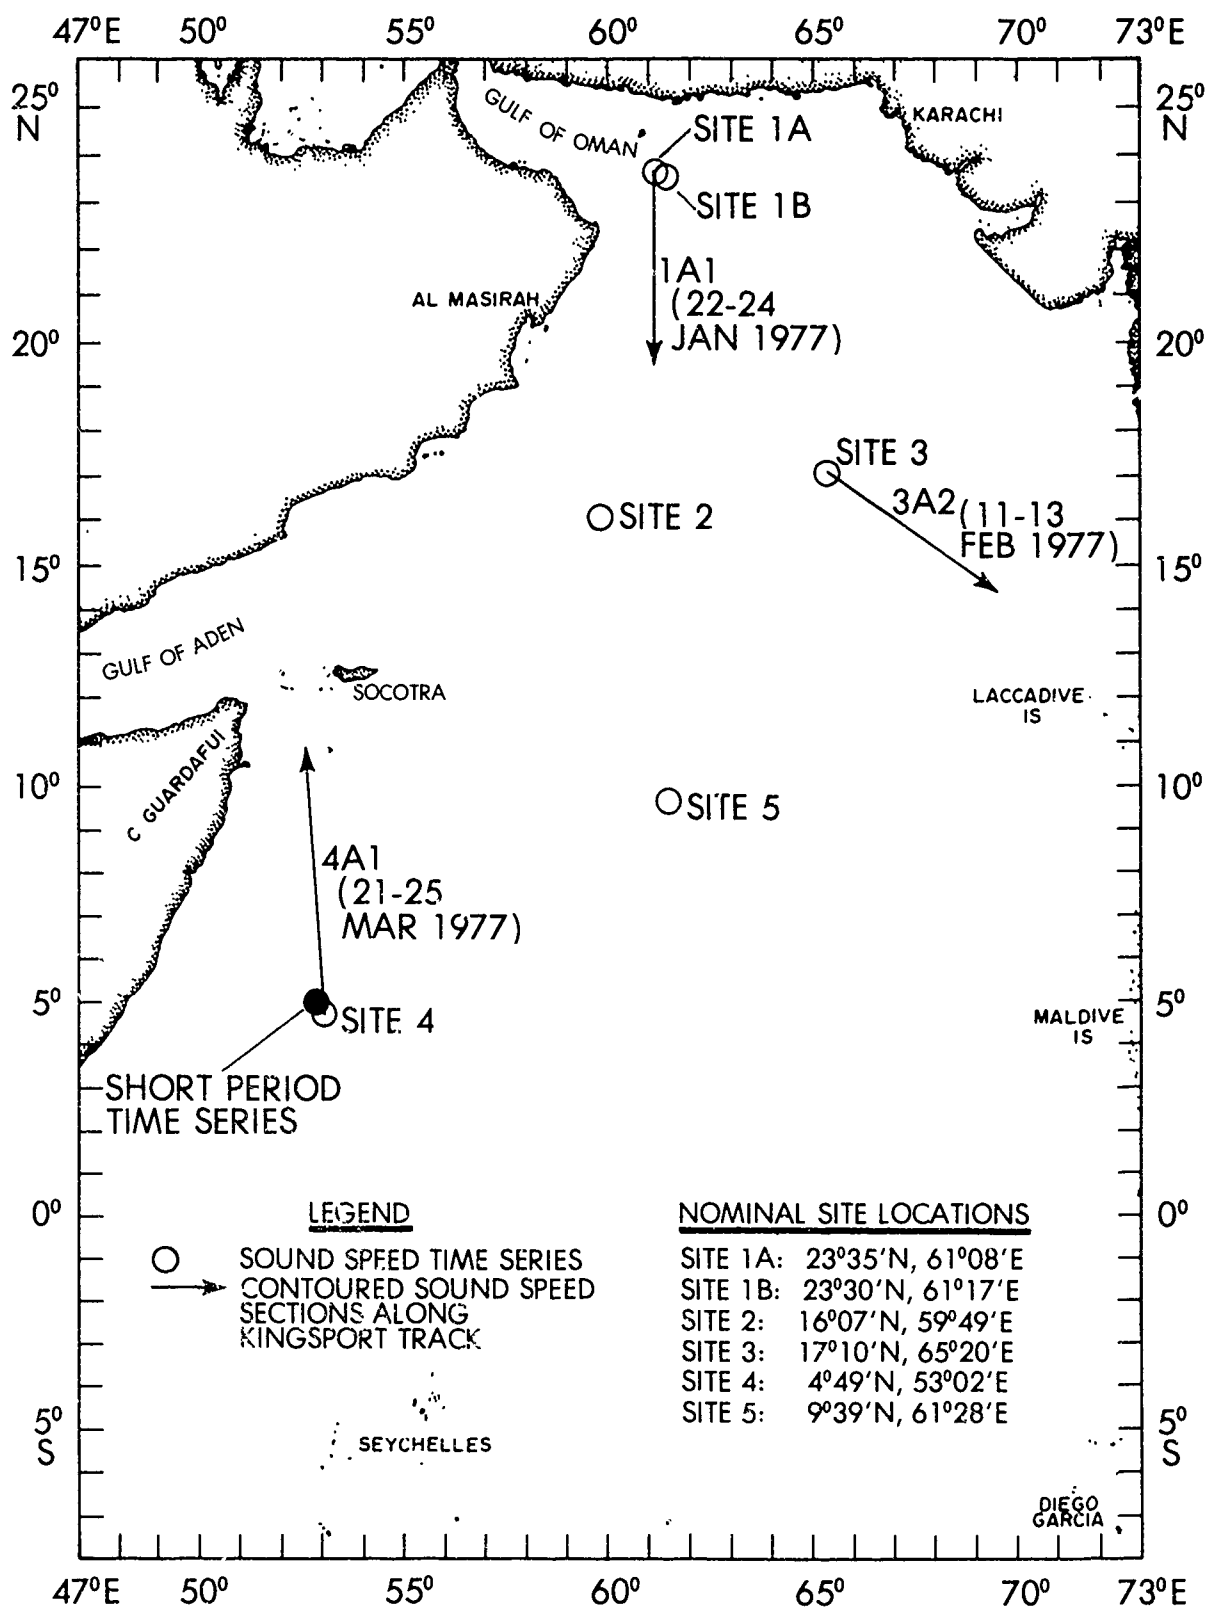 47°E 50° 55° 60° 65° 70° 73°E
25°
N
25°
N
GULF OF OMAN
KARACHI
SITE 1A
SITE 1B
1A1
(22-24
JAN 1977)
AL MASIRAH
20°
20°
SITE 3
3A2 (11-13
FEB 1977)
SITE 2
15°
15°
GULF OF ADEN
SOCOTRA
LACCADIVE
IS
C GUARDAFUI
10°
10°
SITE 5
4A1
(21-25
MAR 1977)
5°
5°
SITE 4
MALDIVE
IS
SHORT PERIOD
TIME SERIES
0°
0°
LEGEND
SOUND SPEED TIME SERIES
CONTOURED SOUND SPEED
SECTIONS ALONG
KINGSPORT TRACK
NOMINAL SITE LOCATIONS
SITE 1A: 23°35'N, 61°08'E
SITE 1B: 23°30'N, 61°17'E
SITE 2: 16°07'N, 59°49'E
SITE 3: 17°10'N, 65°20'E
SITE 4: 4°49'N, 53°02'E
SITE 5: 9°39'N, 61°28'E
5°
S
5°
S
SEYCHELLES
DIEGO
GARCIA
47°E 50° 55° 60° 65° 70° 73°E